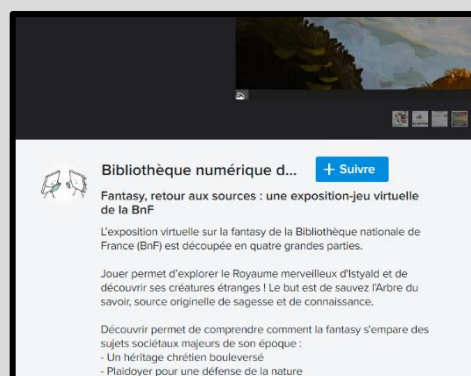 Bibliothèque numérique d...
+ Suivre
Fantasy, retour aux sources : une exposition-jeu virtuelle
de la BnF
L'exposition virtuelle sur la fantasy de la Bibliothèque nationale de
France (BnF) est découpée en quatre grandes parties.
Jouer permet d'explorer le Royaume merveilleux d'Istyald et de
découvrir ses créatures étranges ! Le but est de sauvez l'Arbre du
savoir, source originelle de sagesse et de connaissance.
Découvrir permet de comprendre comment la fantasy s'empare des
sujets sociétaux majeurs de son époque :
- Un héritage chrétien bouleversé
- Plaidoyer pour une défense de la nature